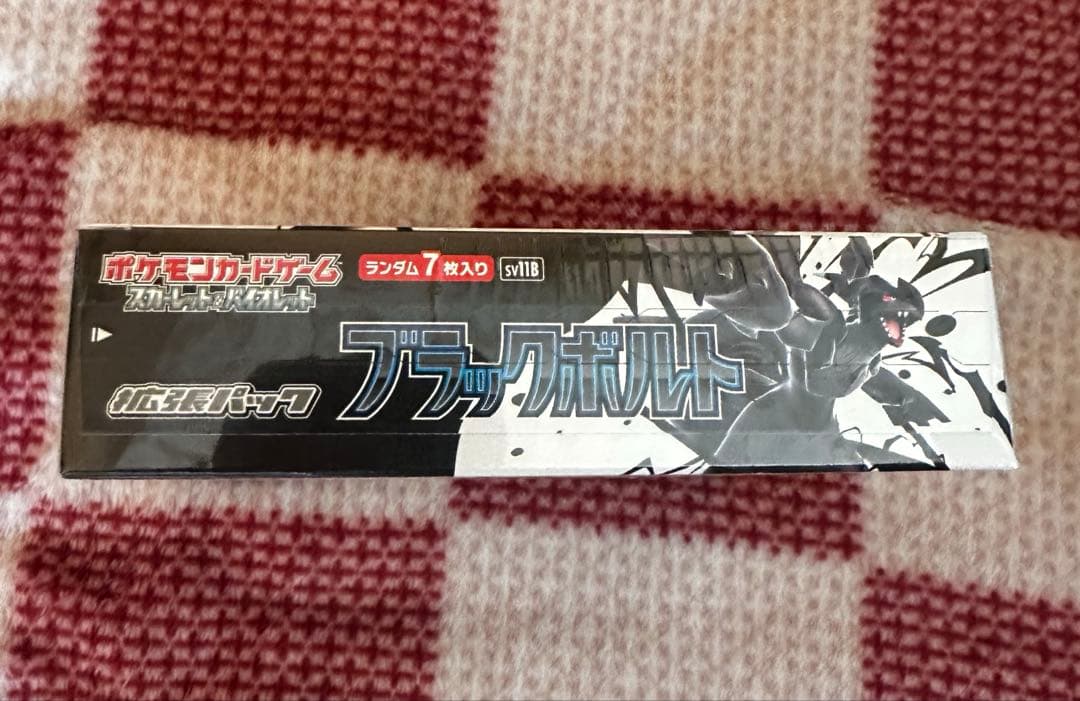 ポケモンカードゲーム
スカーレット&バイオレット
ランダム7枚入り
SV11B
拡張パック
ブラックボルト